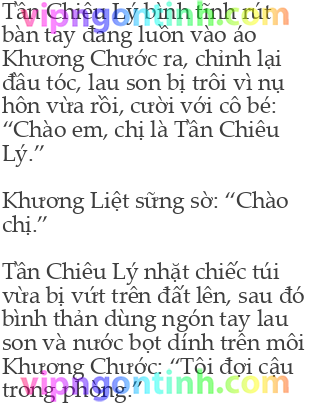 Tần Chiêu Lý bình tĩnh rút
bàn tay đang luồn vào áo
Khương Chước ra, chỉnh lại
đầu tóc, lau son bị trôi vì nụ
hôn vừa rồi, cười với cô bé:
“Chào em, chị là Tần Chiêu
Lý.”
Khương Liệt sững sờ: “Chào
chị.”
Tần Chiêu Lý nhặt chiếc túi
vừa bị vứt trên đất lên, sau đó
bình thản dùng ngón tay lau
son và nước bọt dính trên môi
Khương Chước: “Tôi đợi cậu
trong phòng.”
vipngontinh.com
vipngontinh.com